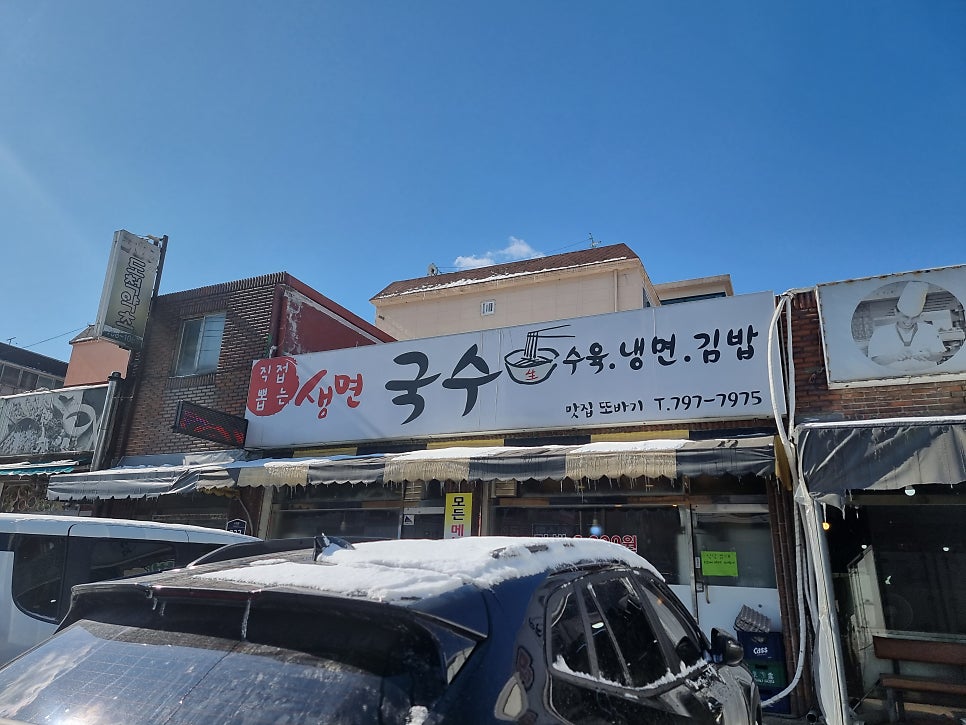 직접
뽑는
생면 국수 生 수육.냉면.김밥
맛집 또바기 T.797-7975
모든
메
Cass